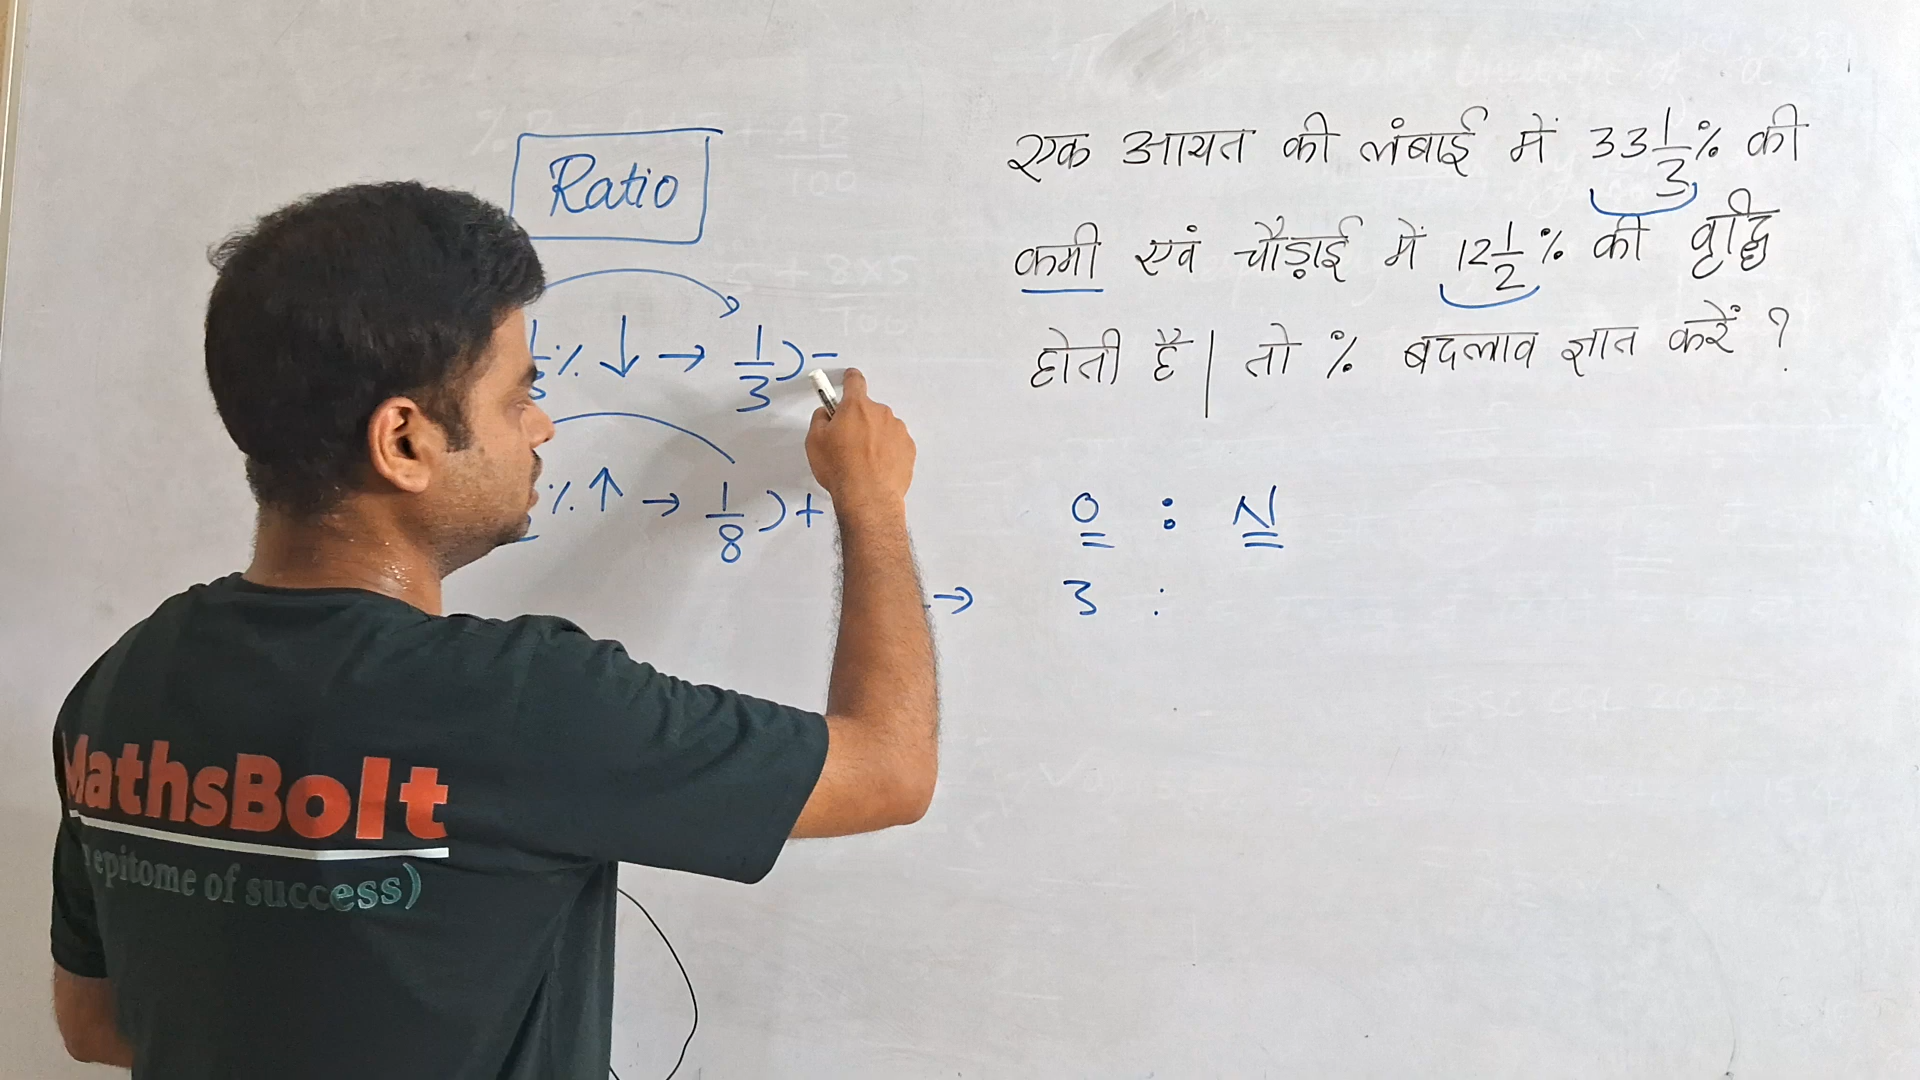 Ratio
एक आयत की लंबाई में 33 1/3 % की
कमी एवं चौड़ाई में 12 1/2 % की वृद्धि
होती है | तो % बदलाव ज्ञात करें ?
% ↓ → 1/3 ) -
% ↑ → 1/8 ) +
O : N
→ 3 :
MathsBolt
epitome of success)